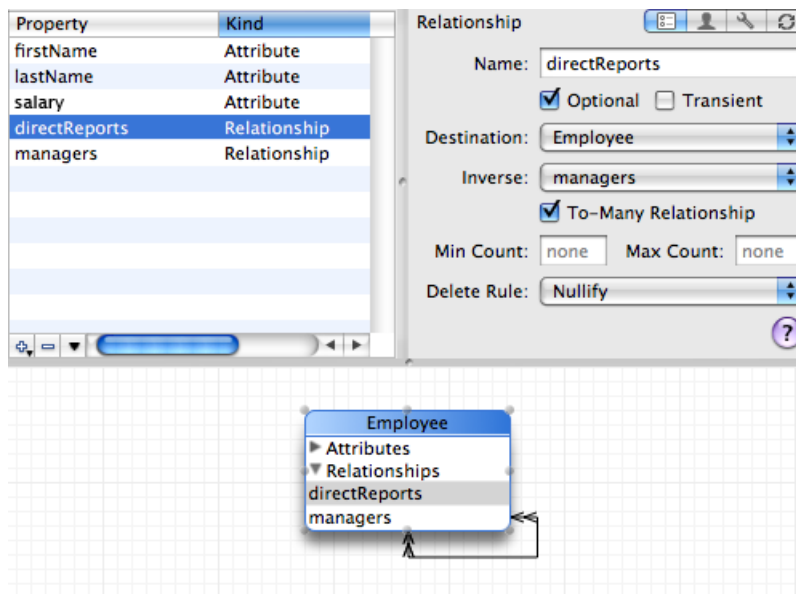 Property Kind
firstName Attribute
lastName Attribute
salary Attribute
directReports Relationship
managers Relationship
Relationship
Name: directReports
Optional Transient
Destination: Employee
Inverse: managers
To-Many Relationship
Min Count: none Max Count: none
Delete Rule: Nullify
?
Employee
Attributes
Relationships
directReports
managers